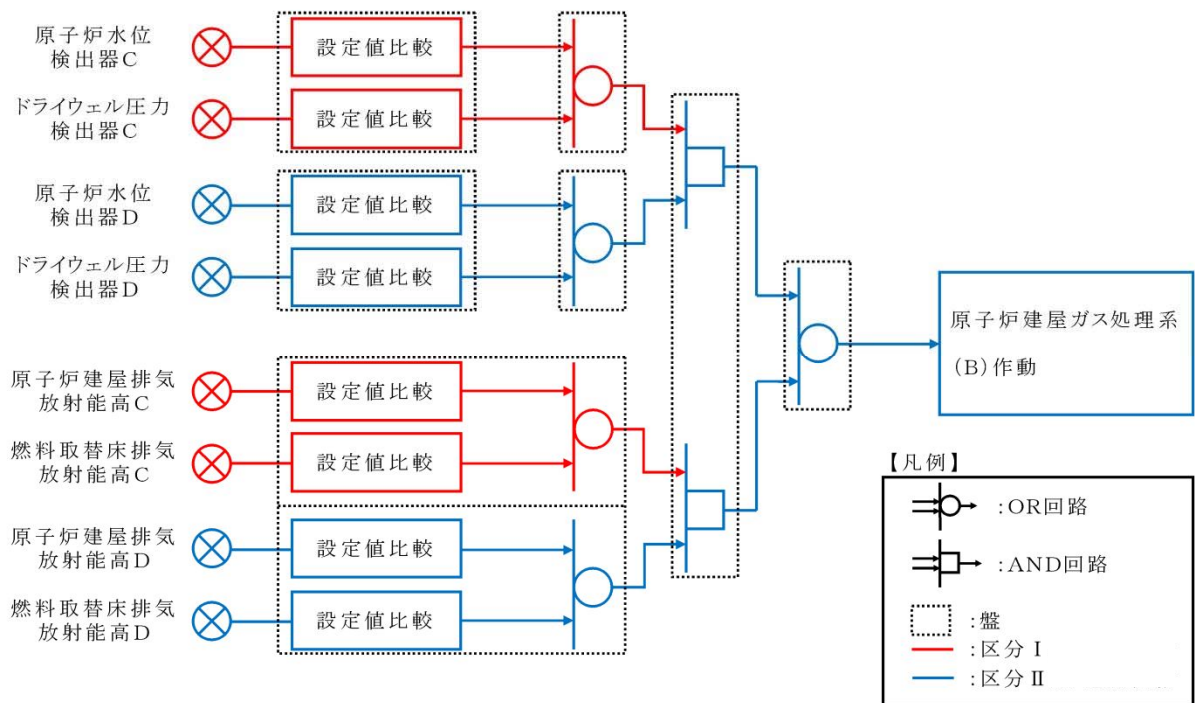 原子炉水位
検出器C
設定値比較
ドライウェル圧力
検出器C
設定値比較
原子炉水位
検出器D
設定値比較
ドライウェル圧力
検出器D
設定値比較
原子炉建屋ガス処理系
(B)作動
原子炉建屋排気
放射能高C
設定値比較
燃料取替床排気
放射能高C
設定値比較
原子炉建屋排気
放射能高D
設定値比較
燃料取替床排気
放射能高D
設定値比較
【凡例】
:OR回路
:AND回路
:盤
:区分Ⅰ
:区分Ⅱ